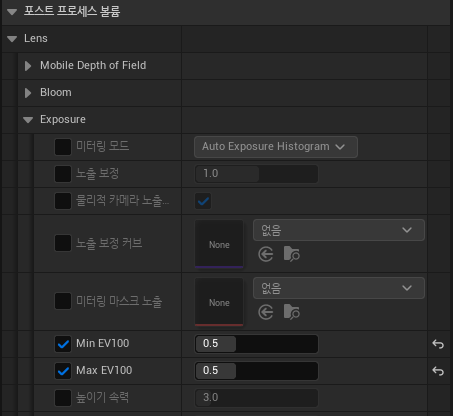 포스트 프로세스 볼륨
Lens
Mobile Depth of Field
Bloom
Exposure
미터링 모드
Auto Exposure Histogram
노출 보정
1.0
물리적 카메라 노출...
노출 보정 커브
None
없음
미터링 마스크 노출
None
없음
Min EV100
0.5
Max EV100
0.5
높이기 속력
3.0